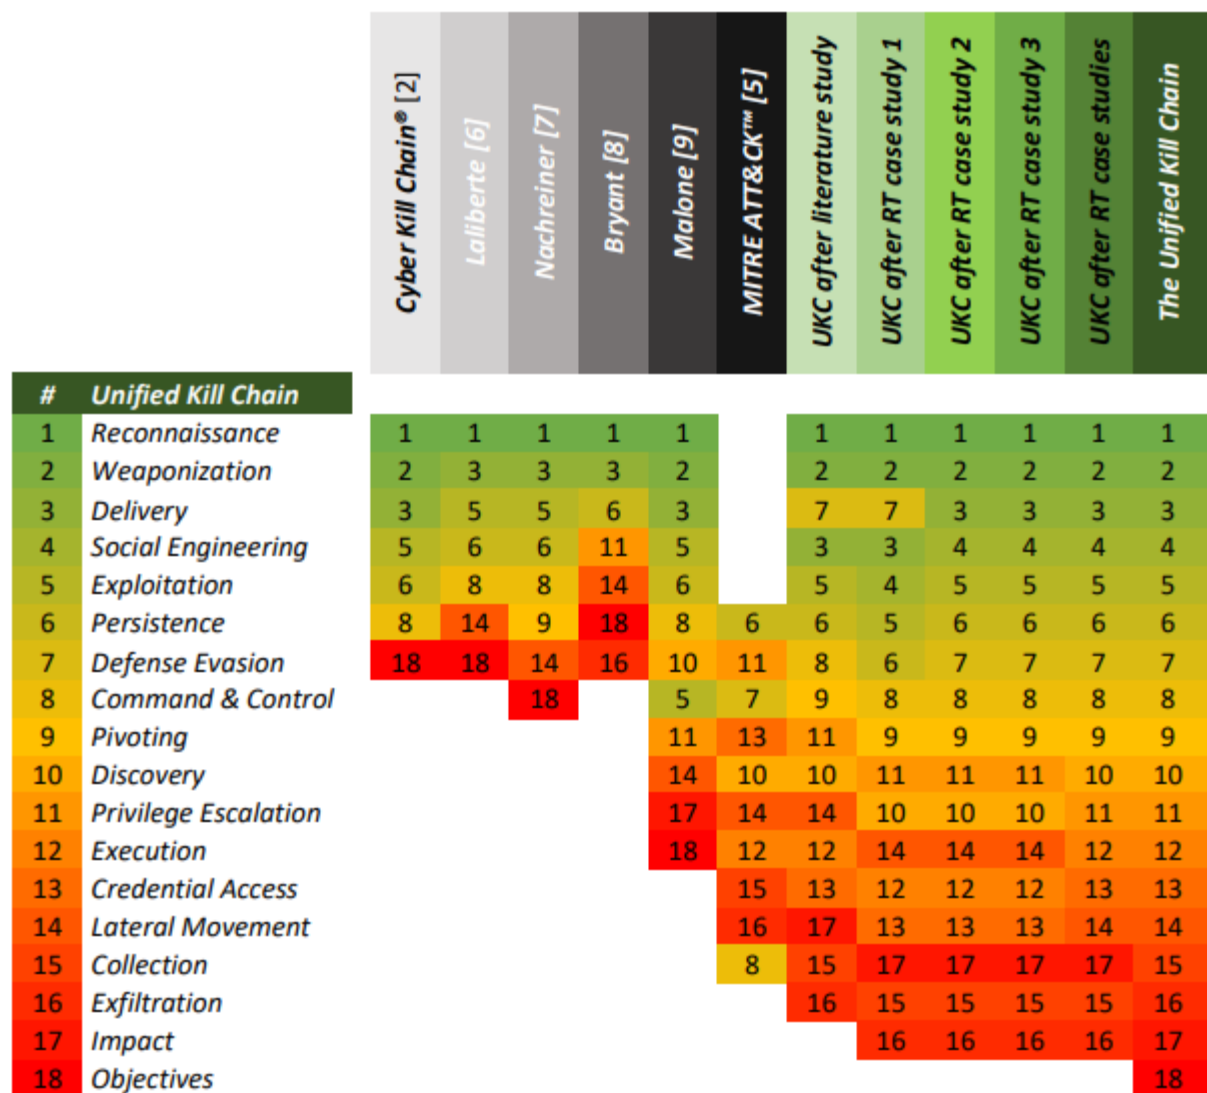 Cyber Kill Chain® [2]
Laliberte [6]
Nachreiner [7]
Bryant [8]
Malone [9]
MITRE ATT&CK™ [5]
UKC after literature study
UKC after RT case study 1
UKC after RT case study 2
UKC after RT case study 3
UKC after RT case studies
The Unified Kill Chain
# Unified Kill Chain
1 Reconnaissance 1 1 1 1 1 1 1 1 1 1 1
2 Weaponization 2 3 3 3 2 2 2 2 2 2 2
3 Delivery 3 5 5 6 3 7 7 3 3 3 3
4 Social Engineering 5 6 6 11 5 3 3 4 4 4 4
5 Exploitation 6 8 8 14 6 5 4 5 5 5 5
6 Persistence 8 14 9 18 8 6 6 5 6 6 6 6
7 Defense Evasion 18 18 14 16 10 11 8 6 7 7 7 7
8 Command & Control 18 5 7 9 8 8 8 8 8
9 Pivoting 11 13 11 9 9 9 9 9
10 Discovery 14 10 10 11 11 11 10 10
11 Privilege Escalation 17 14 14 10 10 10 11 11
12 Execution 18 12 12 14 14 14 12 12
13 Credential Access 15 13 12 12 12 13 13
14 Lateral Movement 16 17 13 13 13 14 14
15 Collection 8 15 17 17 17 17 15
16 Exfiltration 16 15 15 15 15 16
17 Impact 16 16 16 16 17
18 Objectives 18